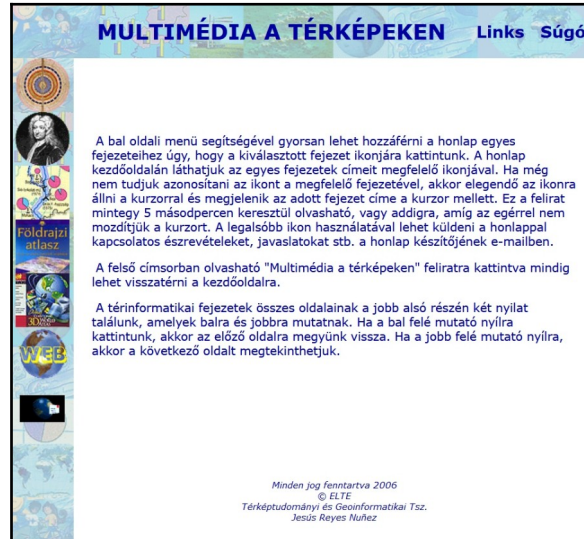 MULTIMÉDIA A TÉRKÉPEKEN Links Súgó
A bal oldali menü segítségével gyorsan lehet hozzáférni a honlap egyes
fejezeteihez úgy, hogy a kiválasztott fejezet ikonjára kattintunk. A honlap
kezdőoldalán láthatjuk az egyes fejezetek címeit megfelelő ikonjával. Ha még
nem tudjuk azonosítani az ikont a megfelelő fejezetével, akkor elegendő az ikonra
állni a kurzorral és megjelenik az adott fejezet címe a kurzor mellett. Ez a felirat
mintegy 5 másodpercen keresztül olvasható, vagy addigra, amíg az egérrel nem
mozdítjük a kurzort. A legalsóbb ikon használatával lehet küldeni a honlappal
kapcsolatos észrevételeket, javaslatokat stb. a honlap készítőjének e-mailben.
A felső címsorban olvasható "Multimédia a térképeken" feliratra kattintva mindig
lehet visszatérni a kezdőoldalra.
A térinformatikai fejezetek összes oldalainak a jobb alsó részén két nyilat
találunk, amelyek balra és jobbra mutatnak. Ha a bal felé mutató nyílra
kattintunk, akkor az előző oldalra megyünk vissza. Ha a jobb felé mutató nyílra,
akkor a következő oldalt megtekinthetjuk.
Földrajzi
atlasz
3D WORLD
WEB
Minden jog fenntartva 2006
© ELTE
Térképtudományi és Geoinformatikai Tsz.
Jesús Reyes Nuñez